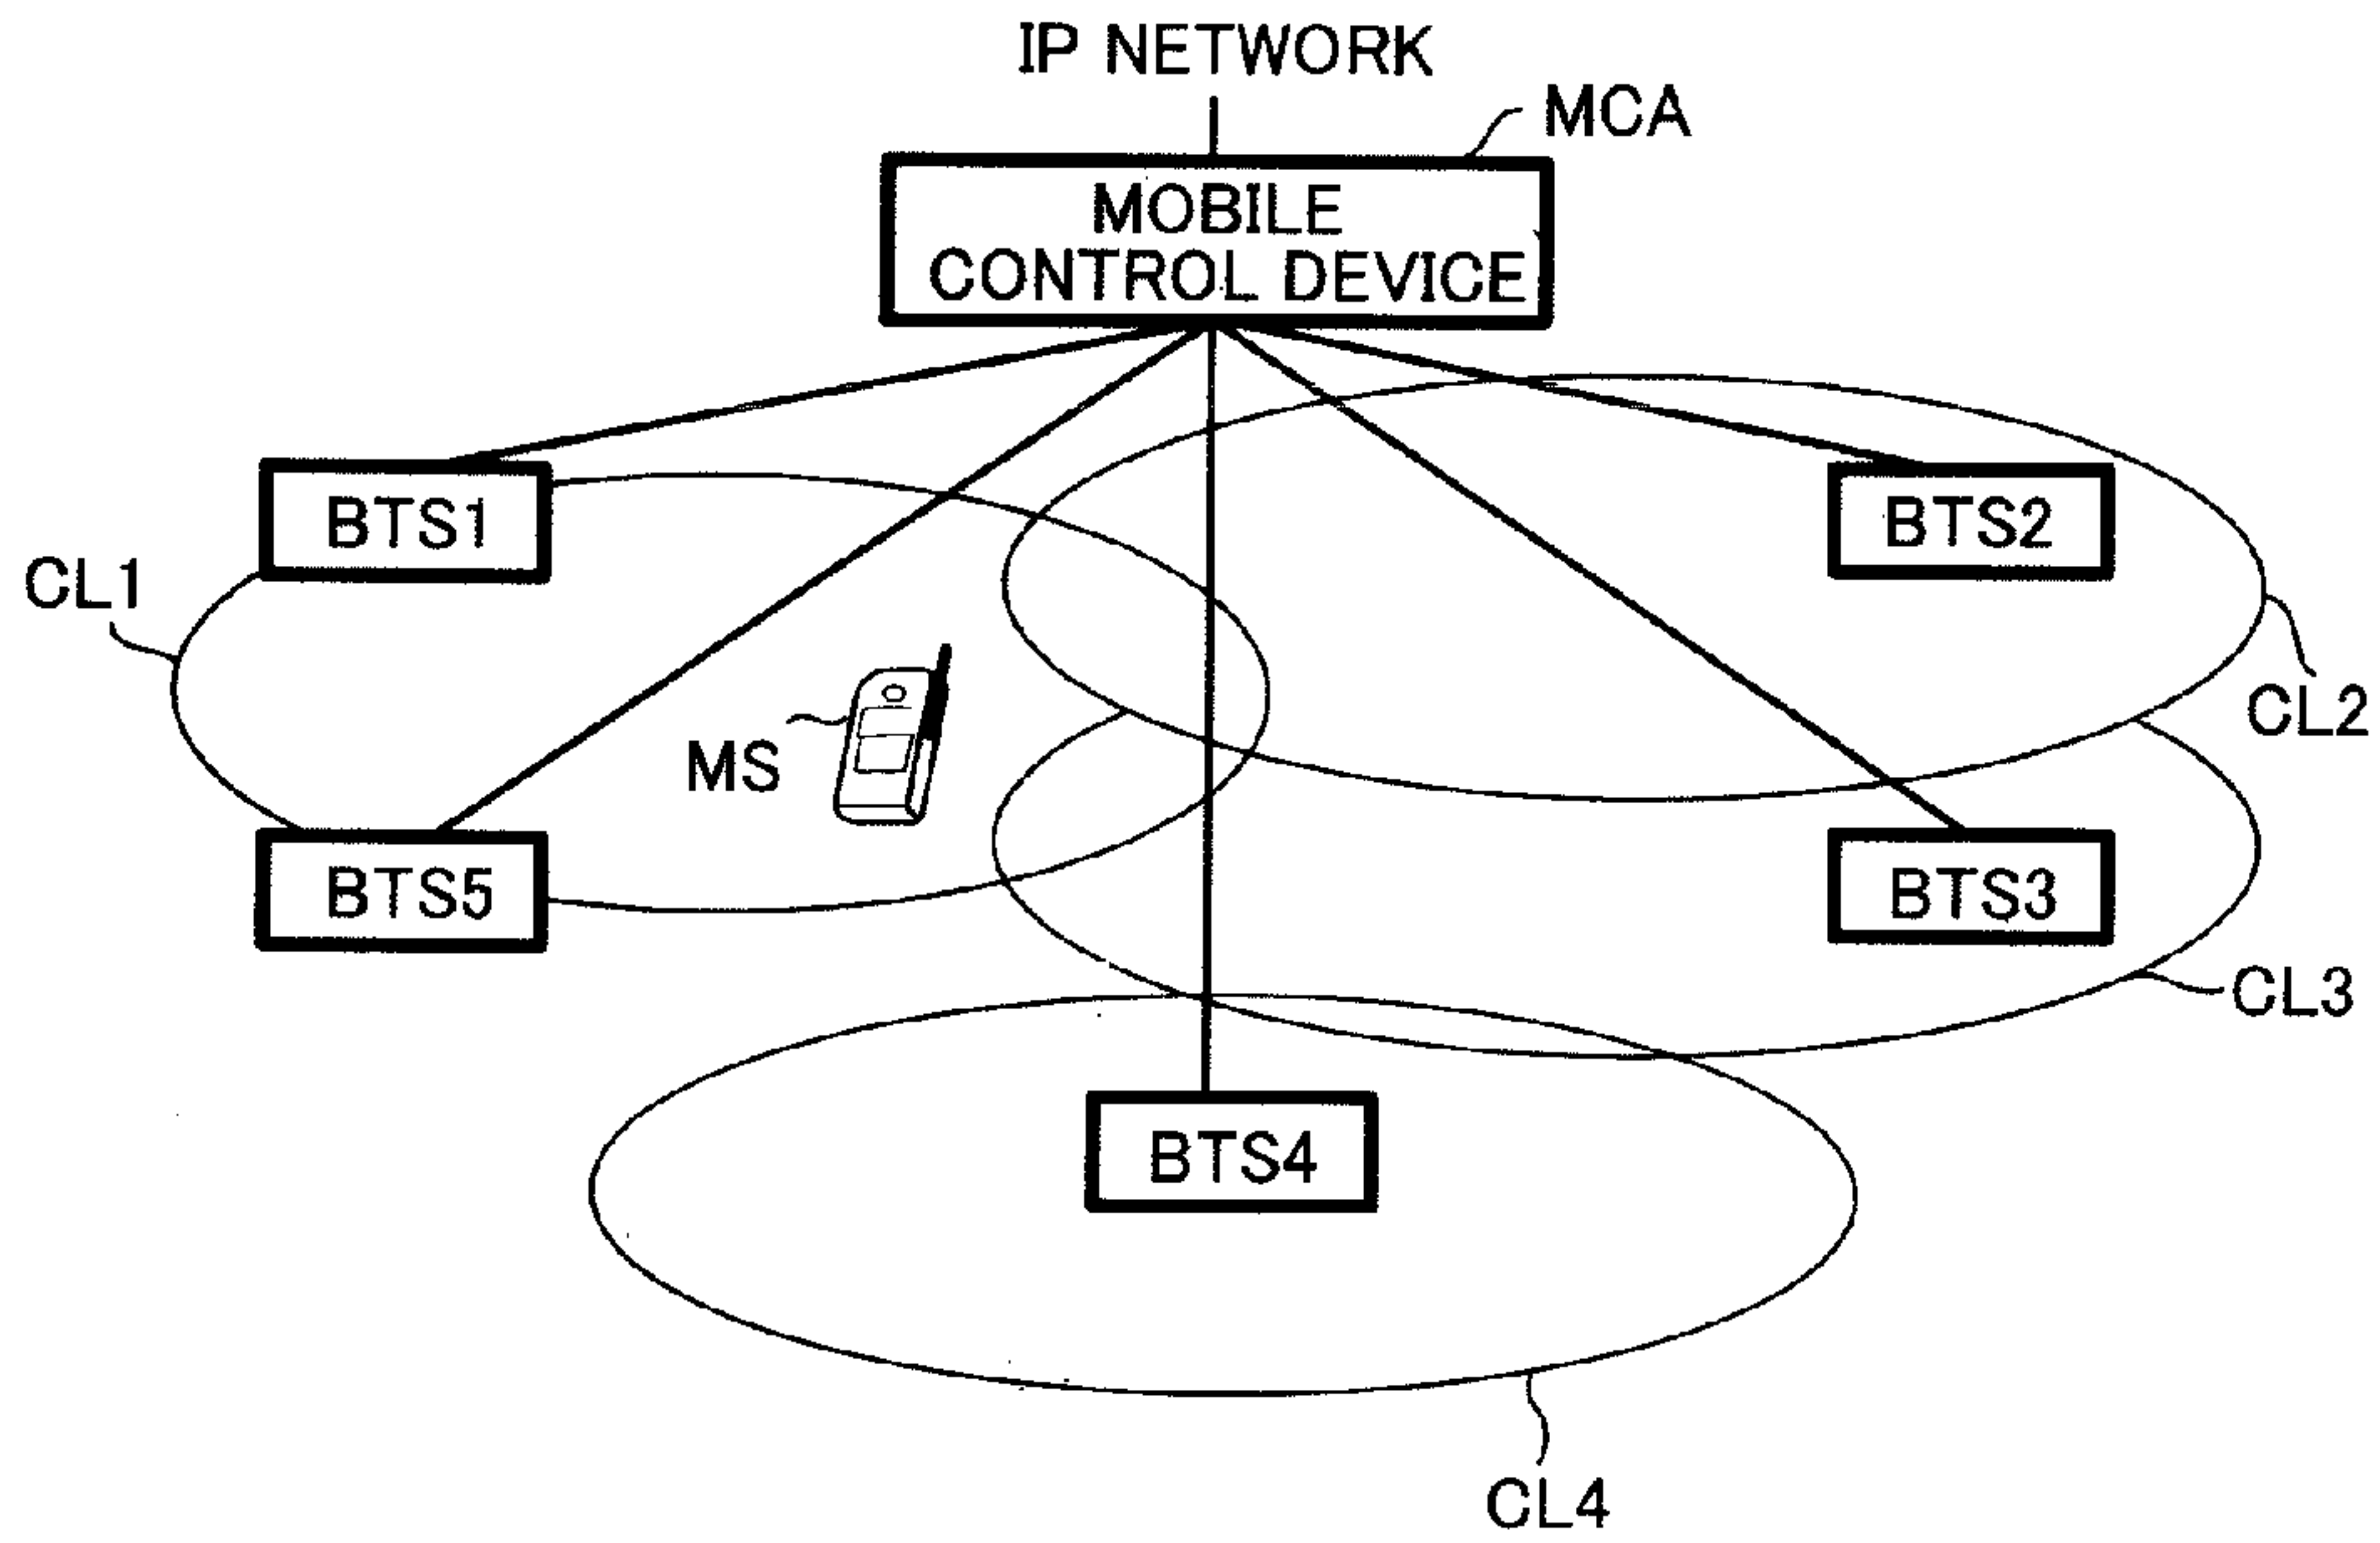 IP NETWORK
MCA
MOBILE
CONTROL DEVICE
BTS1
BTS2
CL1
CL2
MS
BTS5
BTS3
CL3
BTS4
CL4